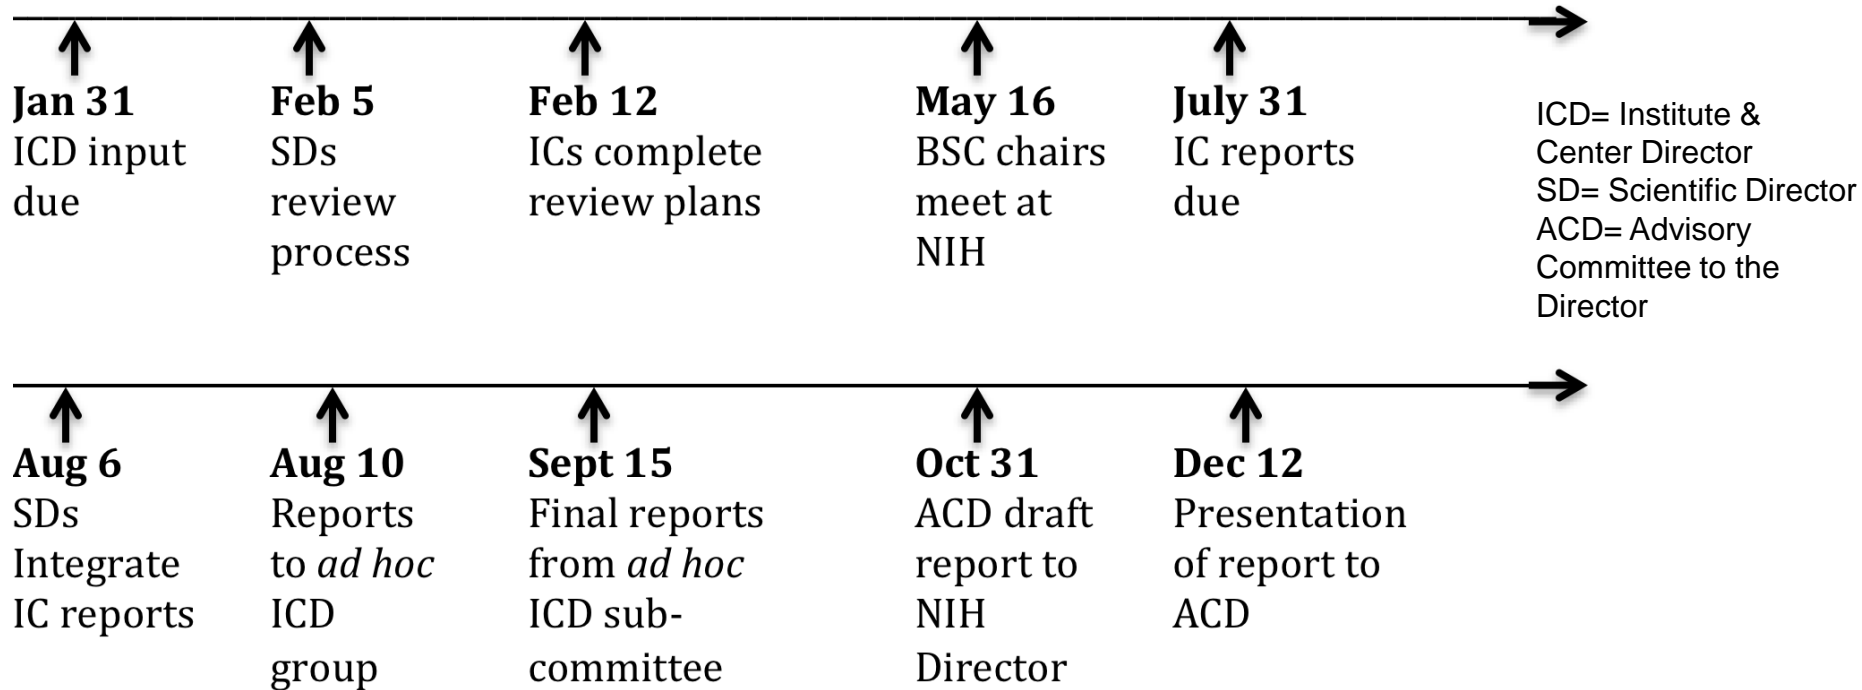 Jan 31
ICD input
due
Feb 5
SDs
review
process
Feb 12
ICs complete
review plans
May 16
BSC chairs
meet at
NIH
July 31
IC reports
due
ICD= Institute &
Center Director
SD= Scientific Director
ACD= Advisory
Committee to the
Director
Aug 6
SDs
Integrate
IC reports
Aug 10
Reports
to ad hoc
ICD
group
Sept 15
Final reports
from ad hoc
ICD sub-
committee
Oct 31
ACD draft
report to
NIH
Director
Dec 12
Presentation
of report to
ACD